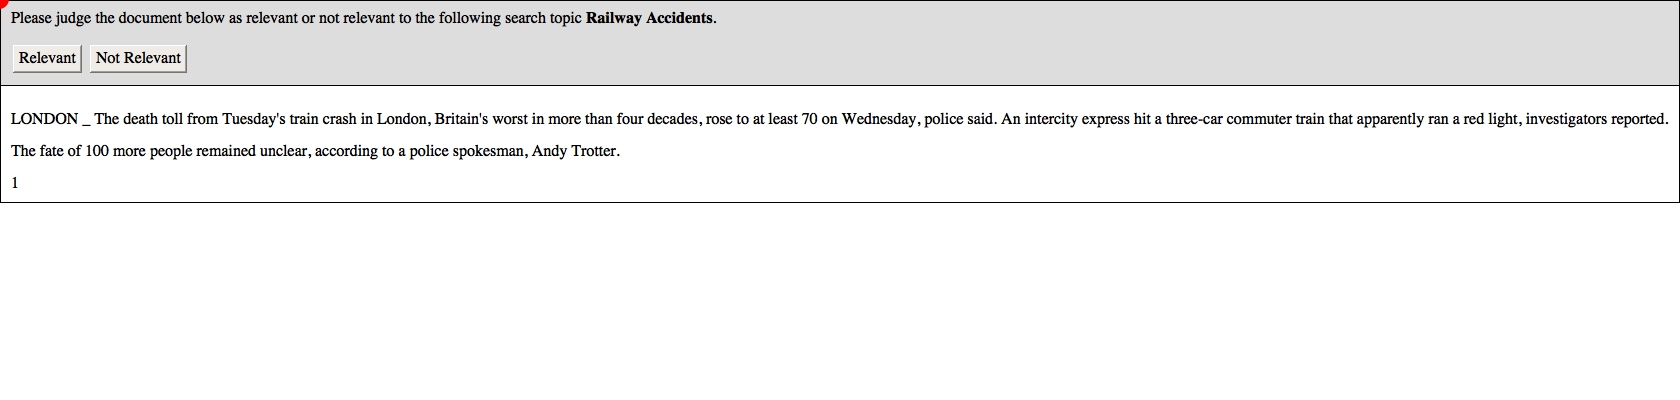 Please judge the document below as relevant or not relevant to the following search topic Railway Accidents.
Relevant Not Relevant
LONDON _ The death toll from Tuesday's train crash in London, Britain's worst in more than four decades, rose to at least 70 on Wednesday, police said. An intercity express hit a three-car commuter train that apparently ran a red light, investigators reported.
The fate of 100 more people remained unclear, according to a police spokesman, Andy Trotter.
1